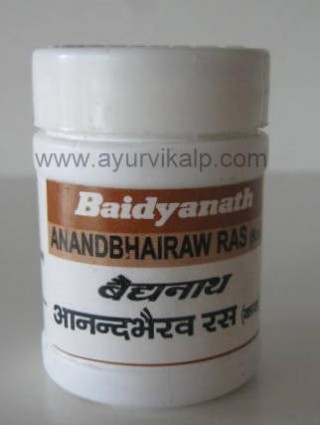 www.ayurvikalp.com
Baidyanath
ANANDBHAIRAW RAS
बैद्यनाथ
आनन्दभैरव रस